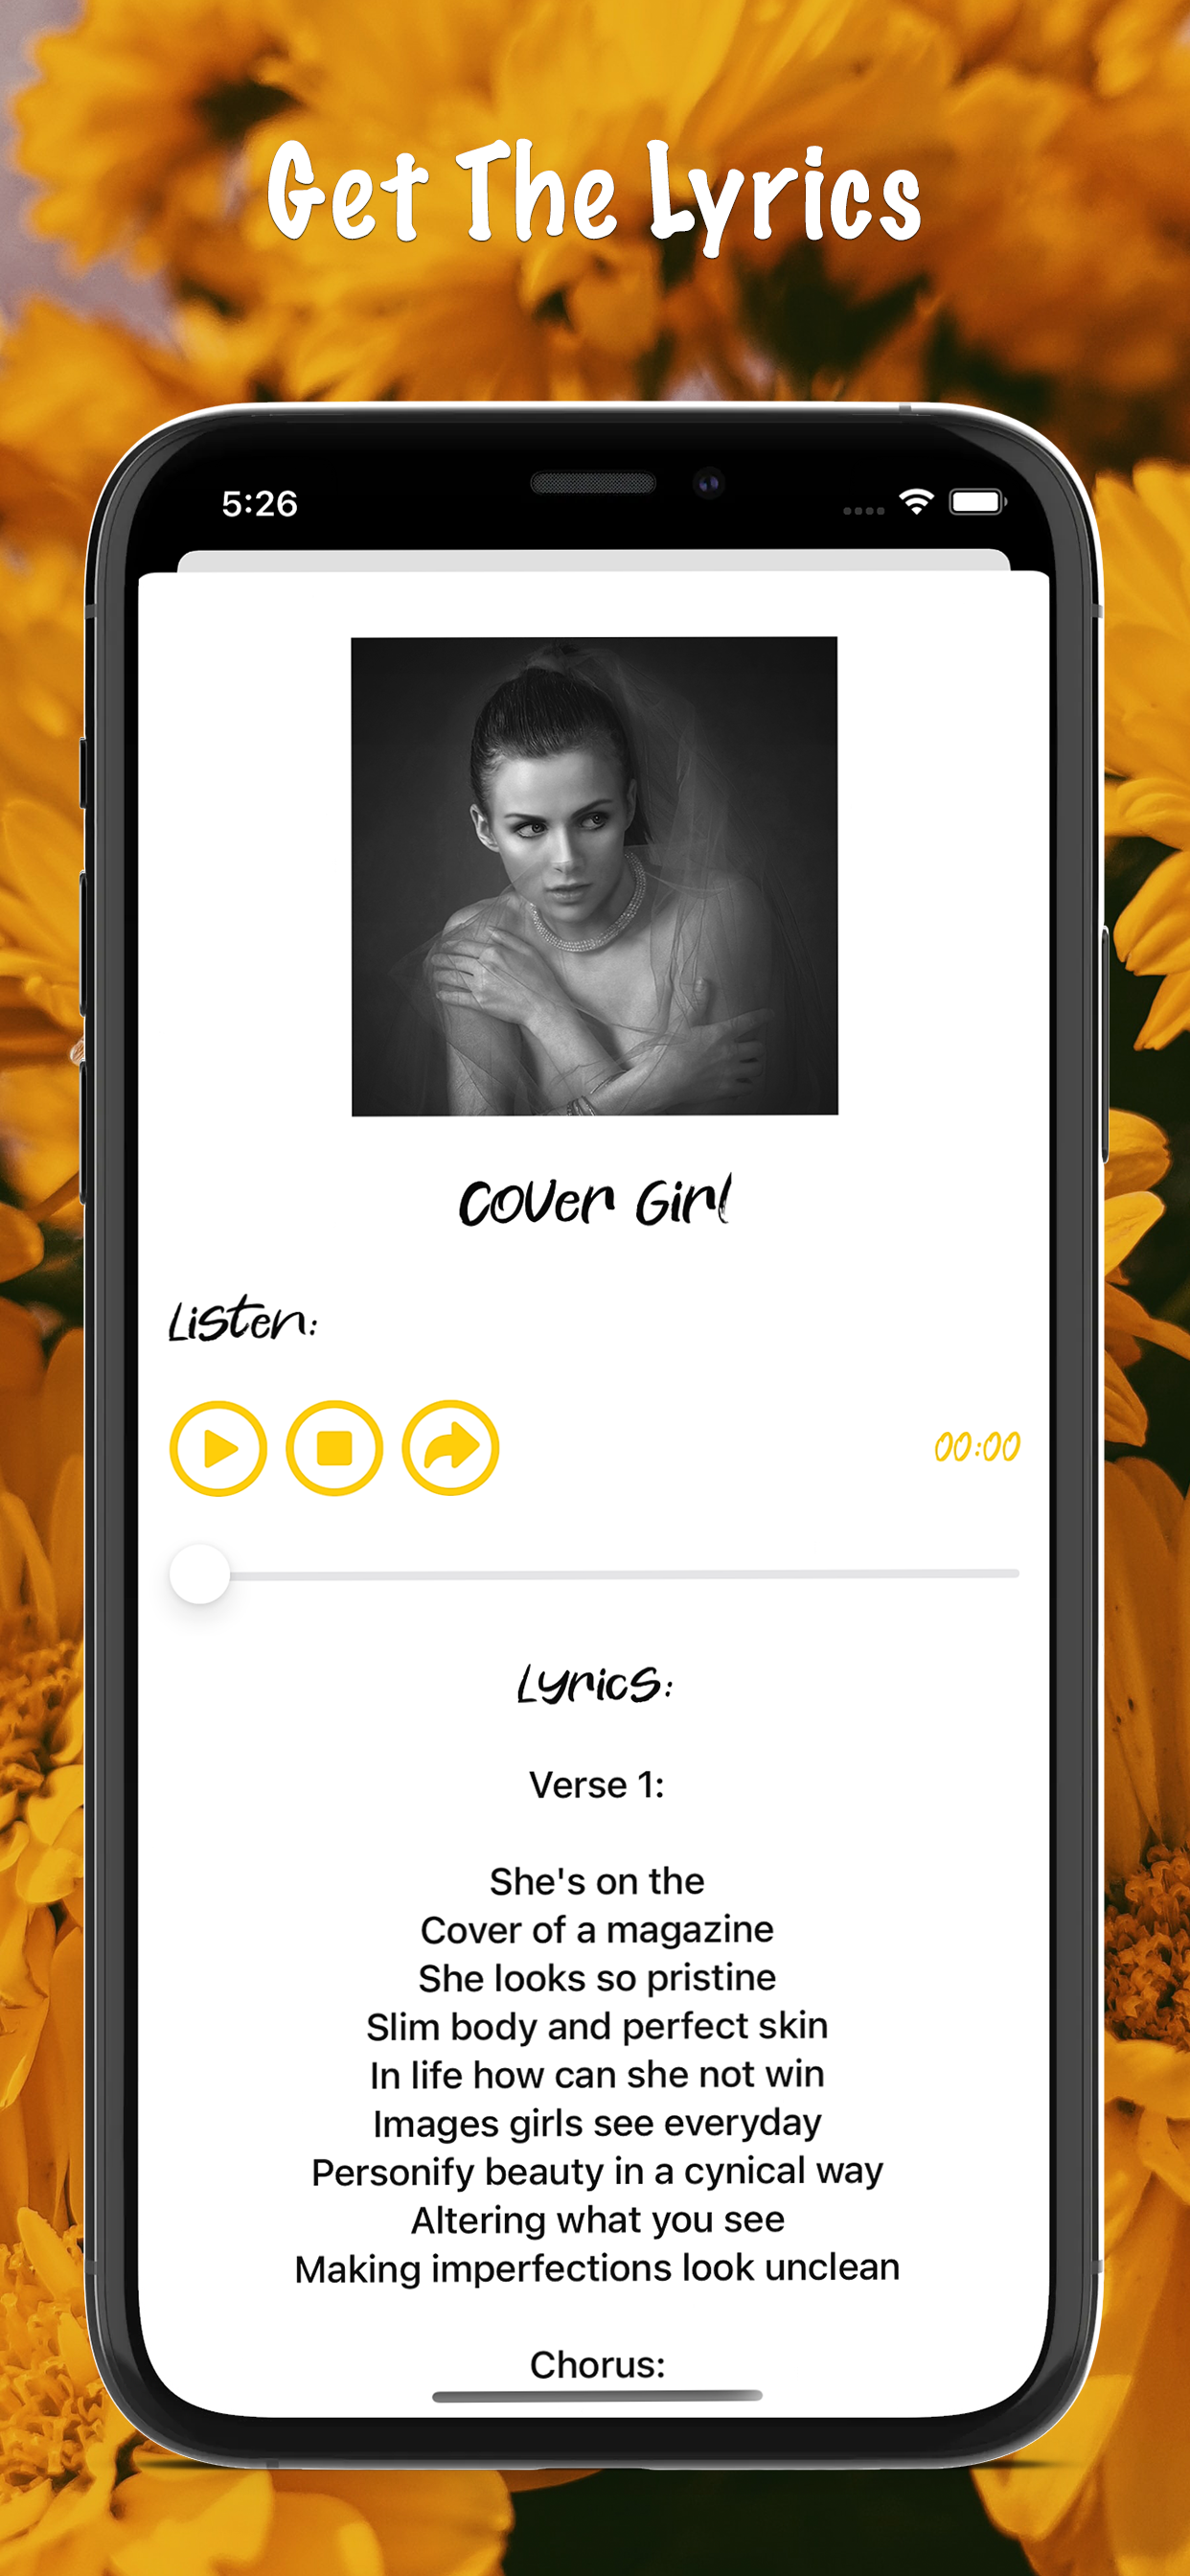 Get The Lyrics
5:26
Cover Girl
Listen:
00:00
Lyrics:
Verse 1:
She's on the
Cover of a magazine
She looks so pristine
Slim body and perfect skin
In life how can she not win
Images girls see everyday
Personify beauty in a cynical way
Altering what you see
Making imperfections look unclean
Chorus: